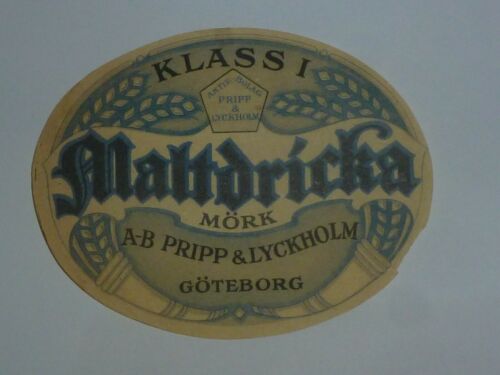 KLASS I
AKTIE-BOLAG
PRIPP
&
LYCKHOLM
Maltdricka
MÖRK
A-B PRIPP & LYCKHOLM
GÖTEBORG